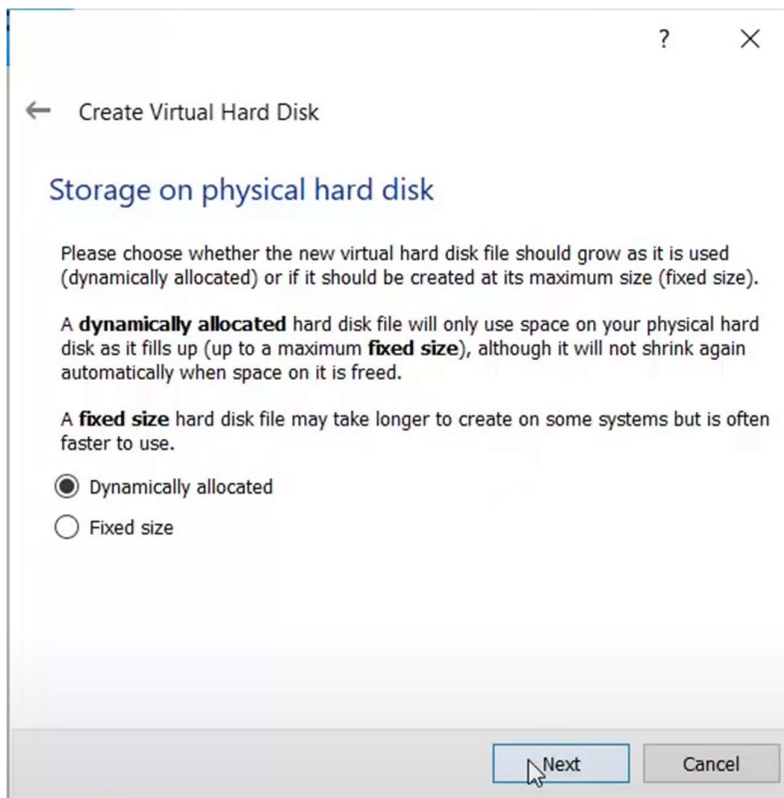 ?
Create Virtual Hard Disk
Storage on physical hard disk
Please choose whether the new virtual hard disk file should grow as it is used
(dynamically allocated) or if it should be created at its maximum size (fixed size).
A dynamically allocated hard disk file will only use space on your physical hard
disk as it fills up (up to a maximum fixed size), although it will not shrink again
automatically when space on it is freed.
A fixed size hard disk file may take longer to create on some systems but is often
faster to use.
Dynamically allocated
Fixed size
Next Cancel